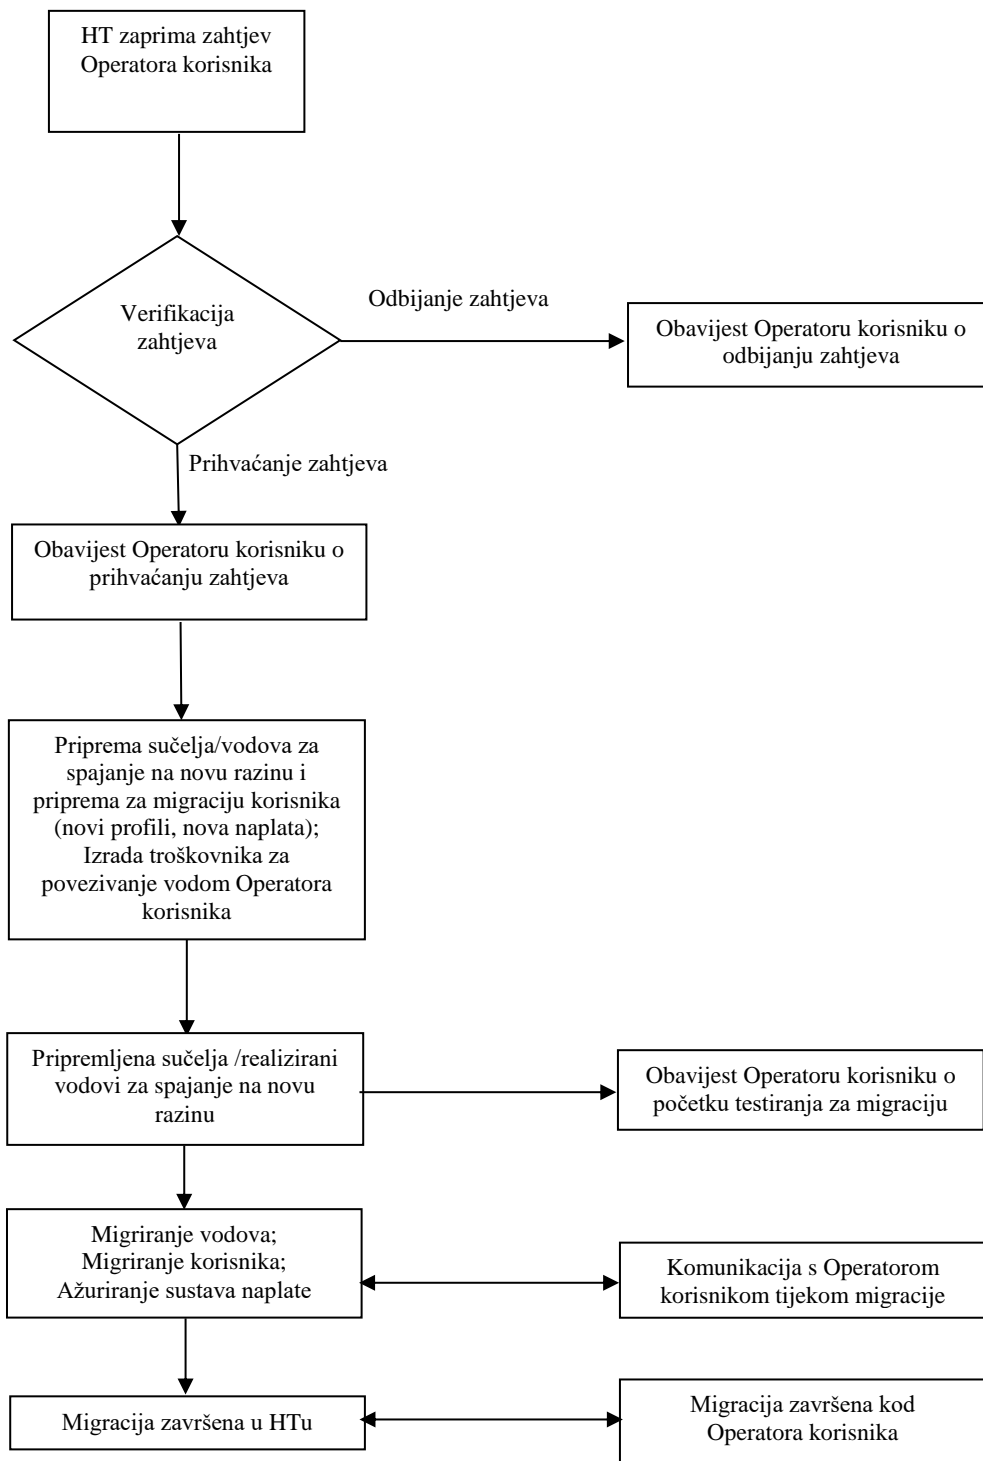 HT zaprima zahtjev
Operatora korisnika
Verifikacija
zahtjeva
Odbijanje zahtjeva
Obavijest Operatoru korisniku o
odbijanju zahtjeva
Prihvaćanje zahtjeva
Obavijest Operatoru korisniku o
prihvaćanju zahtjeva
Priprema sučelja/vodova za
spajanje na novu razinu i
priprema za migraciju korisnika
(novi profili, nova naplata);
Izrada troškovnika za
povezivanje vodom Operatora
korisnika
Pripremljena sučelja /realizirani
vodovi za spajanje na novu
razinu
Obavijest Operatoru korisniku o
početku testiranja za migraciju
Migriranje vodova;
Migriranje korisnika;
Ažuriranje sustava naplate
Komunikacija s Operatorom
korisnikom tijekom migracije
Migracija završena u HTu
Migracija završena kod
Operatora korisnika